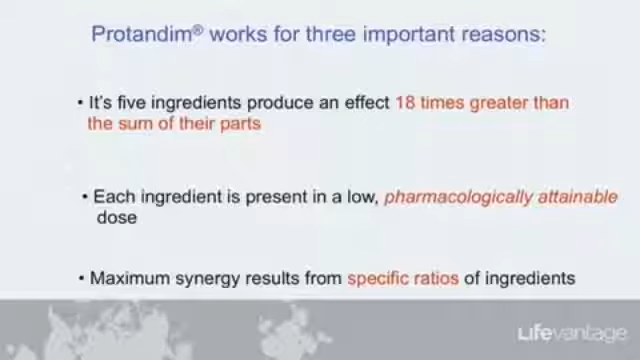 Protandim® works for three important reasons:
• It's five ingredients produce an effect 18 times greater than
the sum of their parts
• Each ingredient is present in a low, pharmacologically attainable
dose
• Maximum synergy results from specific ratios of ingredients
Lifevantage